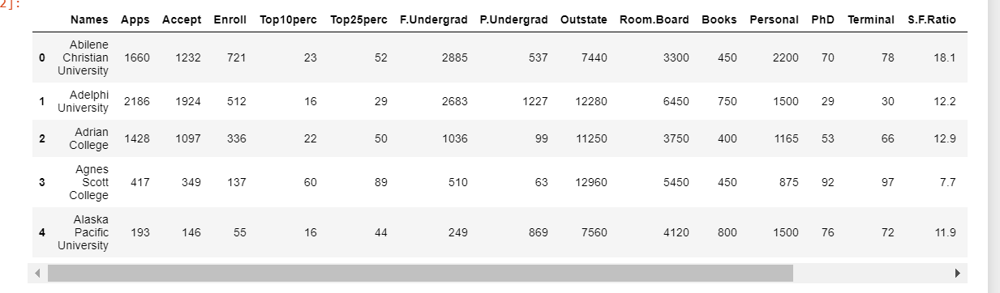 2]:
Names Apps Accept Enroll Top10perc Top25perc F.Undergrad P.Undergrad Outstate Room.Board Books Personal PhD Terminal S.F.Ratio
0 Abilene Christian University 1660 1232 721 23 52 2885 537 7440 3300 450 2200 70 78 18.1
1 Adelphi University 2186 1924 512 16 29 2683 1227 12280 6450 750 1500 29 30 12.2
2 Adrian College 1428 1097 336 22 50 1036 99 11250 3750 400 1165 53 66 12.9
3 Agnes Scott College 417 349 137 60 89 510 63 12960 5450 450 875 92 97 7.7
4 Alaska Pacific University 193 146 55 16 44 249 869 7560 4120 800 1500 76 72 11.9